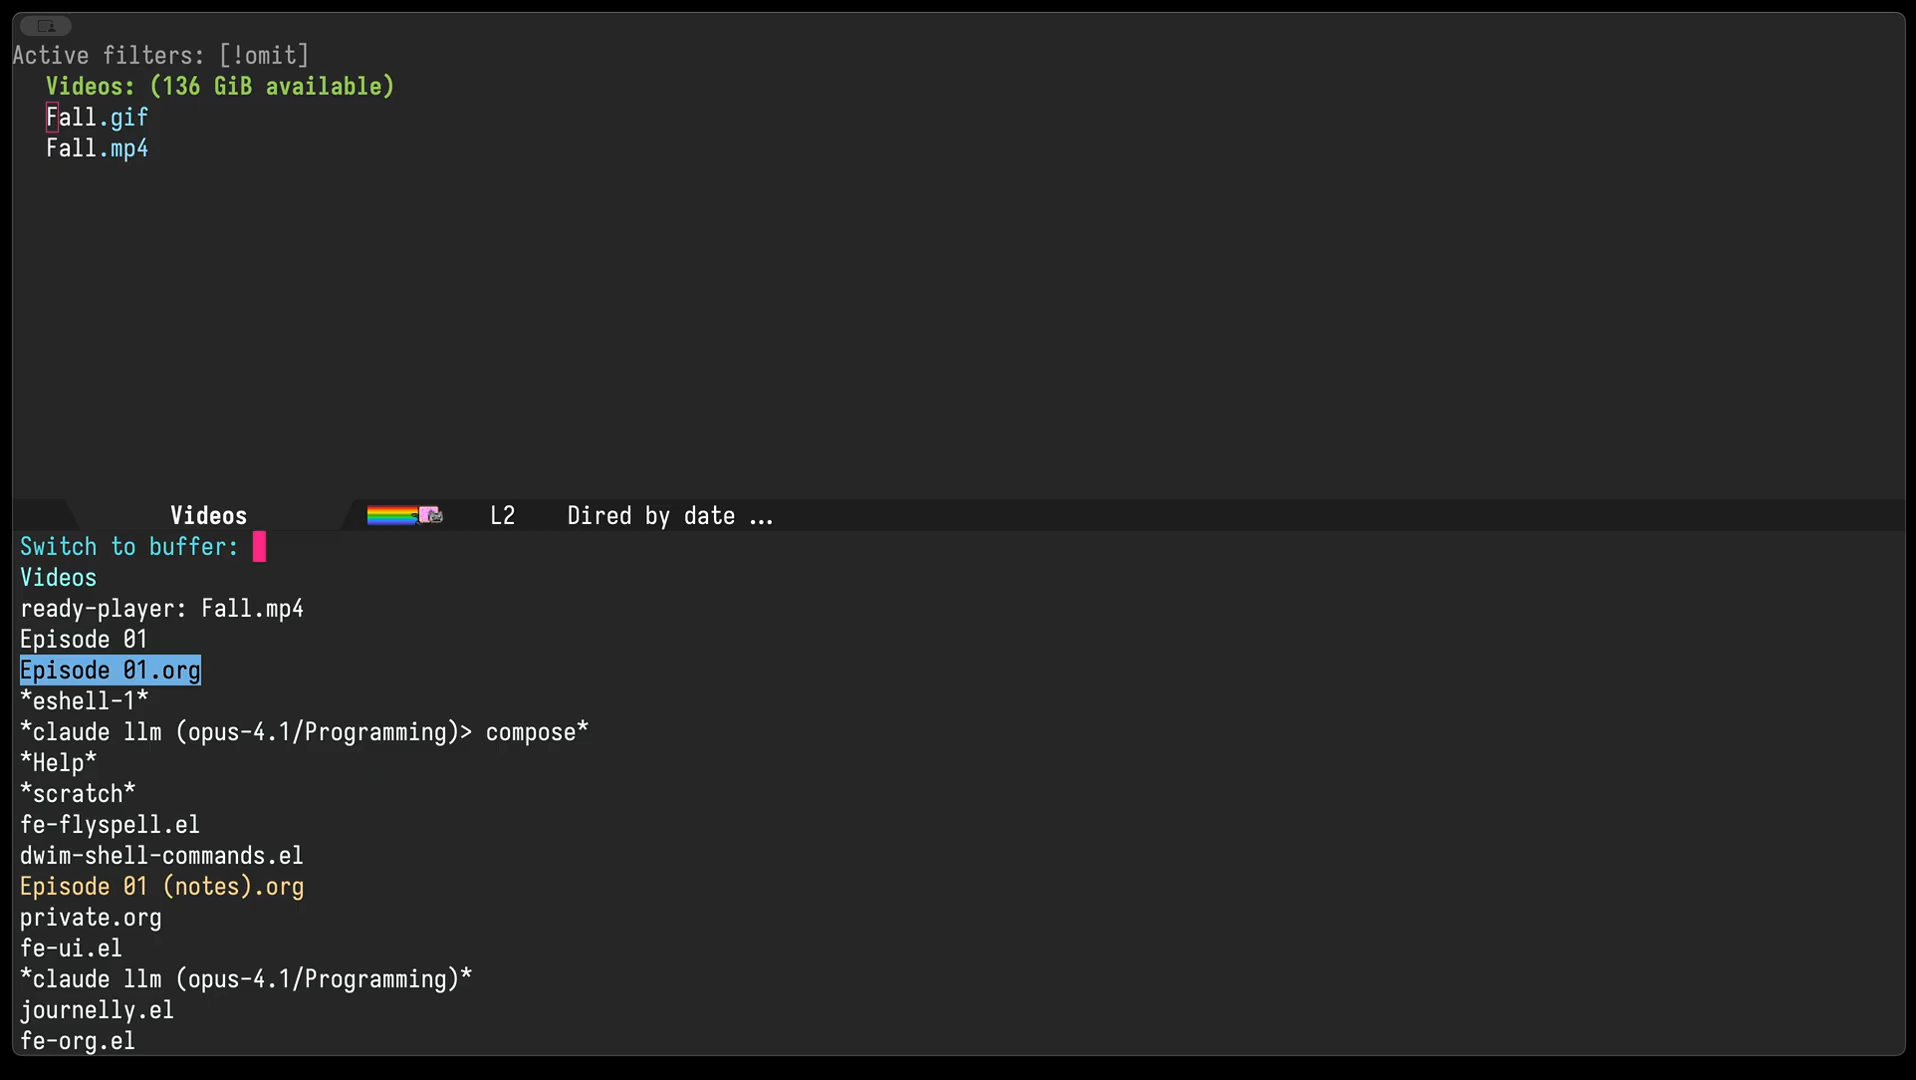 Active filters: [!omit]
Videos: (136 GiB available)
Fall.gif
Fall.mp4
Videos L2 Dired by date ...
Switch to buffer:
Videos
ready-player: Fall.mp4
Episode 01
Episode 01.org
*eshell-1*
*claude llm (opus-4.1/Programming)> compose*
*Help*
*scratch*
fe-flyspell.el
dwim-shell-commands.el
Episode 01 (notes).org
private.org
fe-ui.el
*claude llm (opus-4.1/Programming)*
journelly.el
fe-org.el